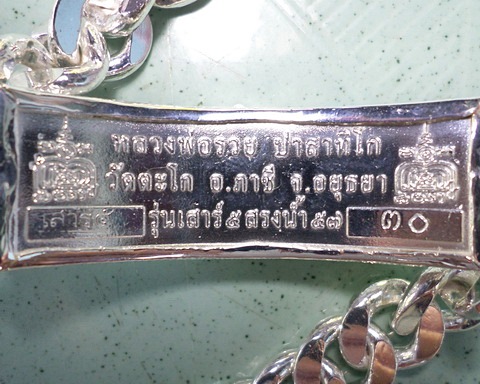 หลวงพ่อรวย ปาสาทิโก
วัดตะโก อ.ภาชี จ.อยุธยา
เสาร์๕ รุ่นเสาร์๕สรงน้ำ๕๗ ๓๐